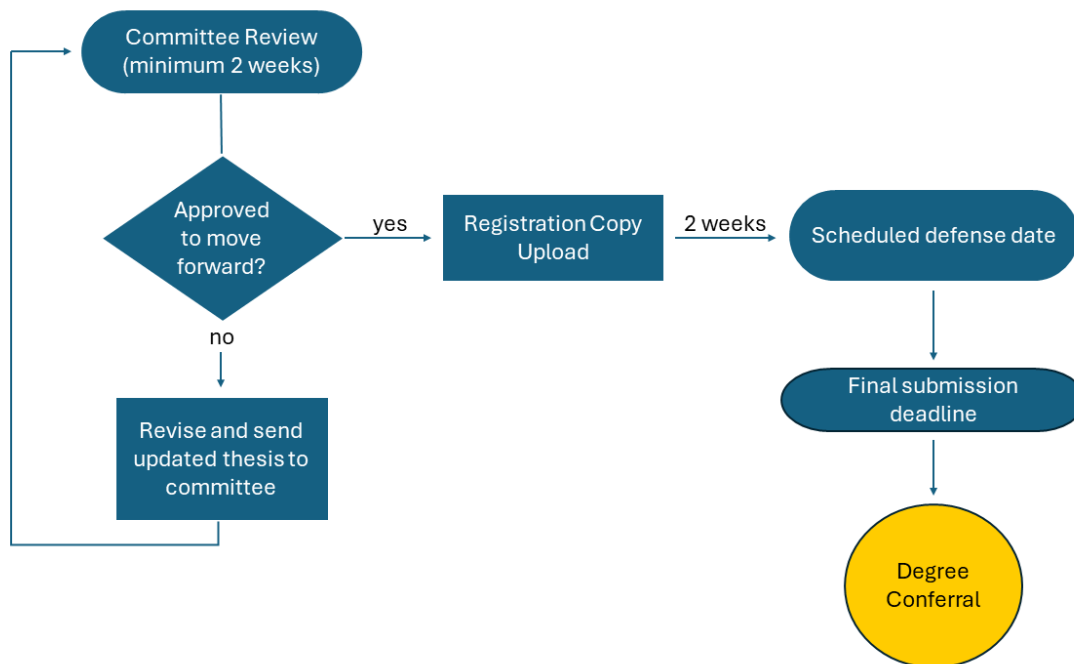 Committee Review
(minimum 2 weeks)
Approved
to move
forward?
yes
Registration Copy
Upload
2 weeks
Scheduled defense date
no
Revise and send
updated thesis to
committee
Final submission
deadline
Degree
Conferral